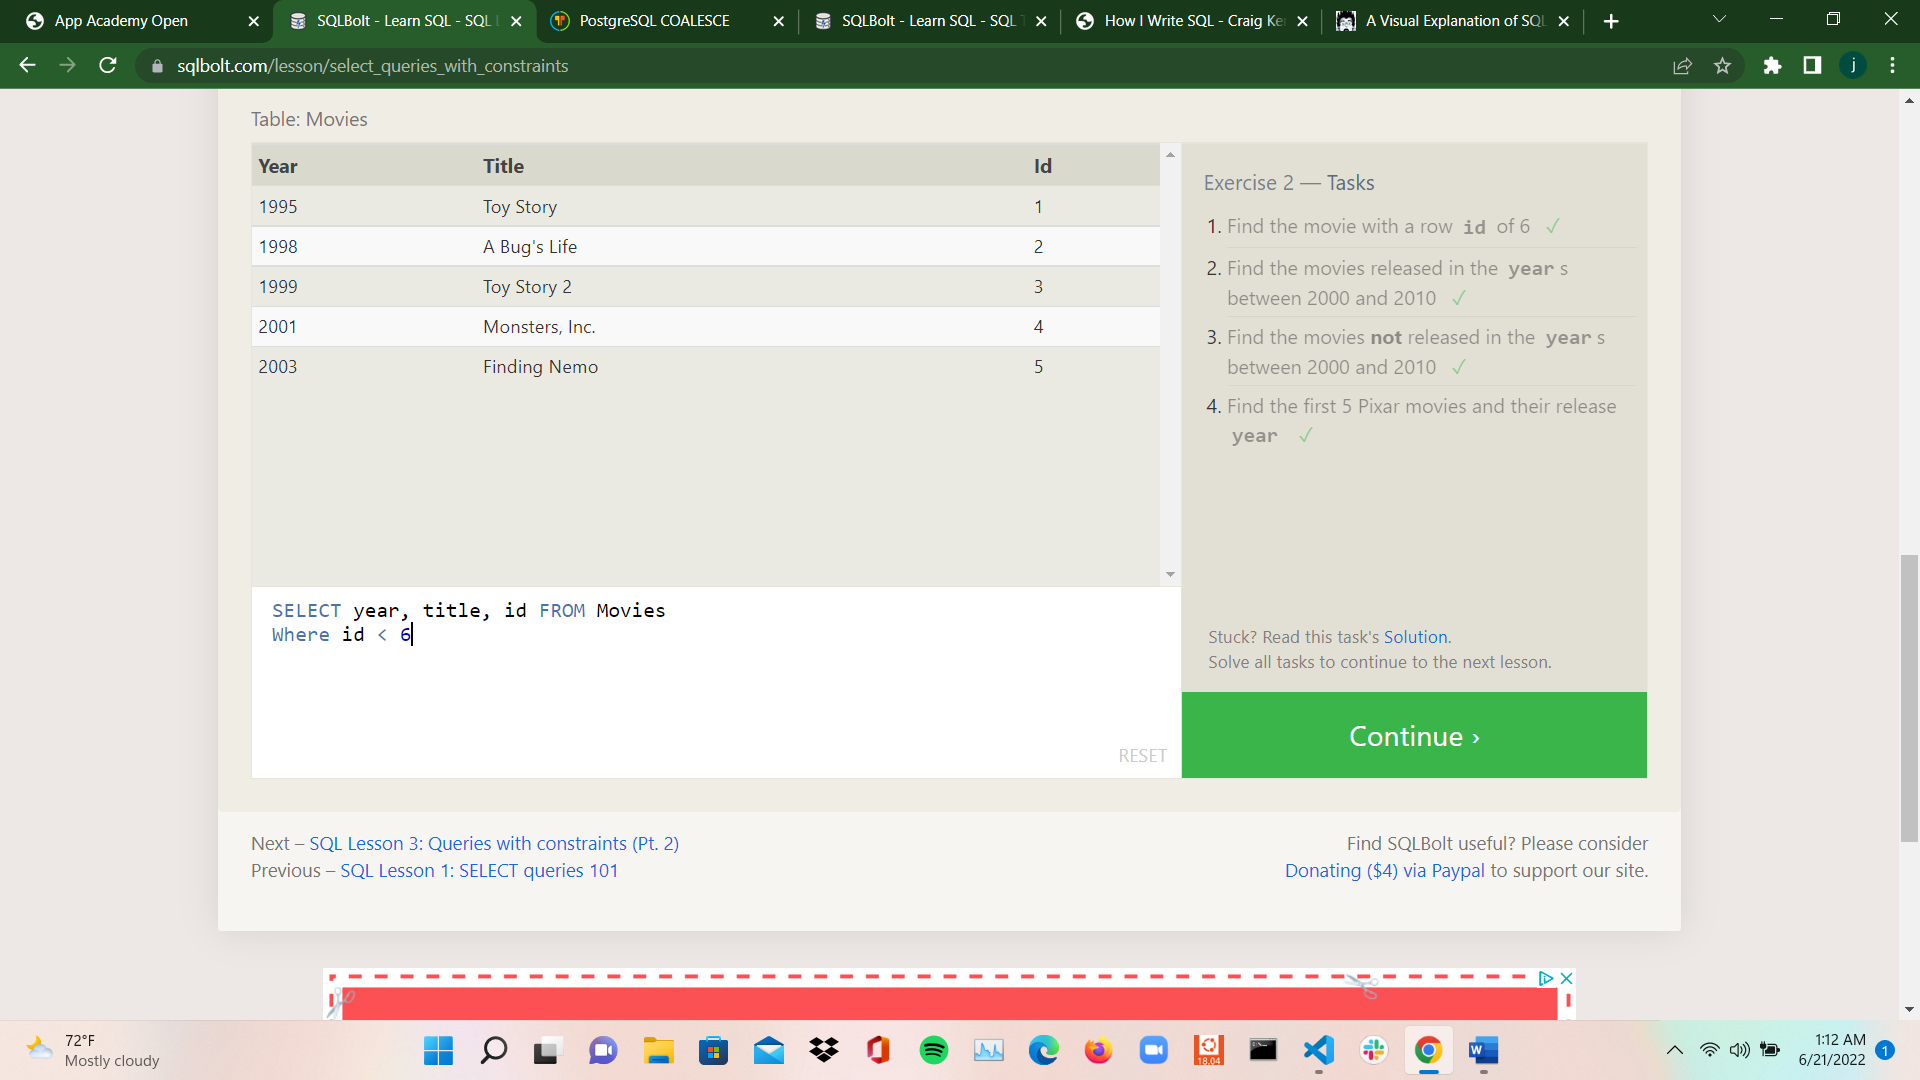 App Academy Open
SQLBolt - Learn SQL - SQL
PostgreSQL COALESCE
SQLBolt - Learn SQL - SQL
How I Write SQL - Craig Ke
A Visual Explanation of SQL
sqlbolt.com/lesson/select_queries_with_constraints
j
Table: Movies
Year Title Id
1995 Toy Story 1
1998 A Bug's Life 2
1999 Toy Story 2 3
2001 Monsters, Inc. 4
2003 Finding Nemo 5
SELECT year, title, id FROM Movies
Where id < 6
RESET
Exercise 2 — Tasks
1. Find the movie with a row id of 6 ✓
2. Find the movies released in the year s
between 2000 and 2010 ✓
3. Find the movies not released in the year s
between 2000 and 2010 ✓
4. Find the first 5 Pixar movies and their release
year ✓
Stuck? Read this task's Solution.
Solve all tasks to continue to the next lesson.
Continue ›
Next – SQL Lesson 3: Queries with constraints (Pt. 2)
Previous – SQL Lesson 1: SELECT queries 101
Find SQLBolt useful? Please consider
Donating ($4) via Paypal to support our site.
72°F
Mostly cloudy
18.04
1:12 AM
6/21/2022
1